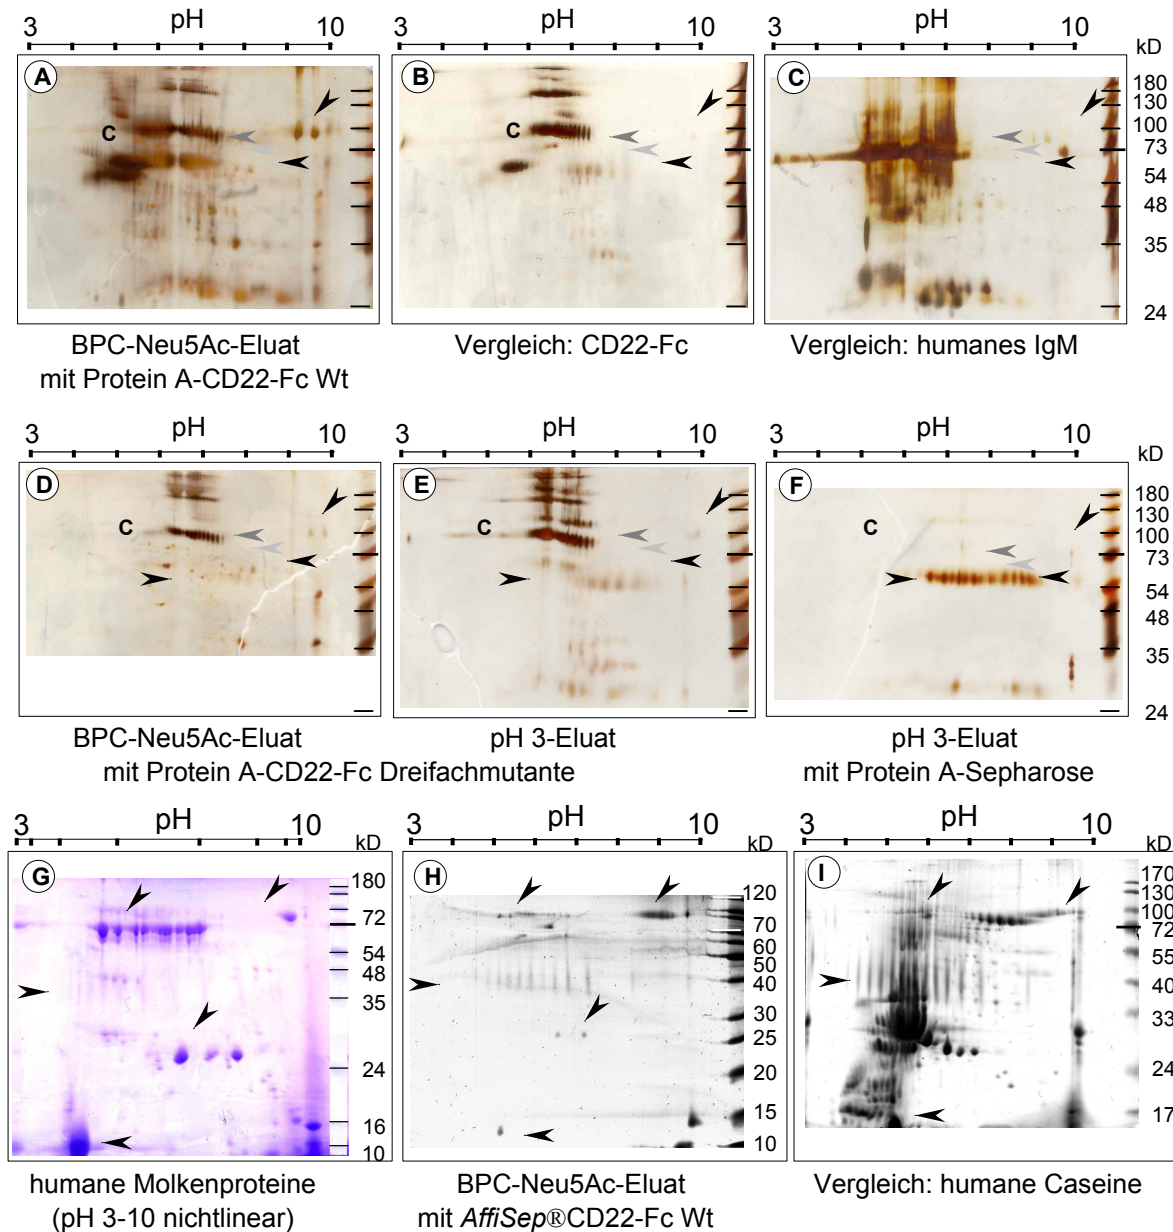 3 pH 10
3 pH 10
3 pH 10
kD
A
C
B
C
C
180
130
100
73
54
48
35
24
BPC-Neu5Ac-Eluat
mit Protein A-CD22-Fc Wt
Vergleich: CD22-Fc
Vergleich: humanes IgM
3 pH 10
3 pH 10
3 pH 10
kD
D
C
E
C
F
C
180
130
100
73
54
48
35
24
BPC-Neu5Ac-Eluat
pH 3-Eluat
mit Protein A-CD22-Fc Dreifachmutante
pH 3-Eluat
mit Protein A-Sepharose
3 pH 10
kD
3 pH 10
kD
3 pH 10
kD
G
180
72
54
48
35
24
16
10
H
120
70
60
50
40
30
25
20
15
10
I
170
130
100
72
55
40
33
24
17
humane Molkenproteine
(pH 3-10 nichtlinear)
BPC-Neu5Ac-Eluat
mit AffiSep®CD22-Fc Wt
Vergleich: humane Caseine